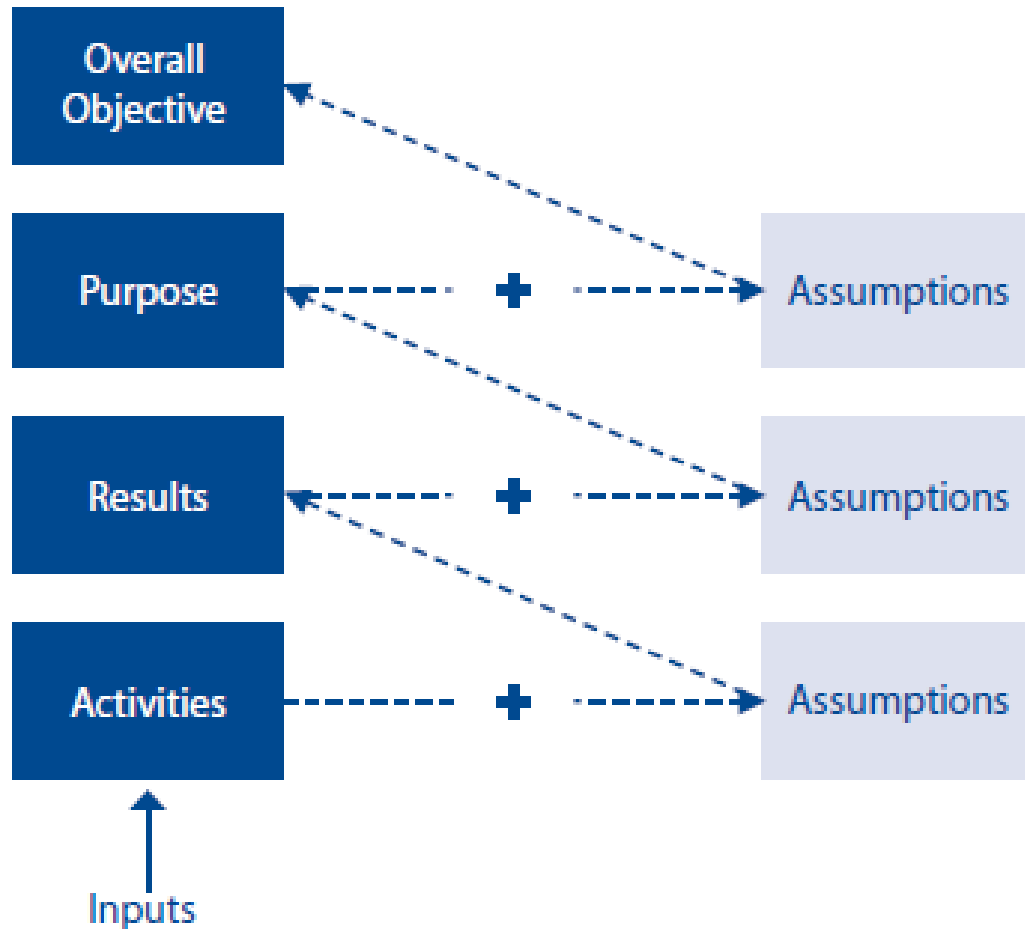 Overall
Objective
Purpose
+
Assumptions
Results
+
Assumptions
Activities
+
Assumptions
Inputs